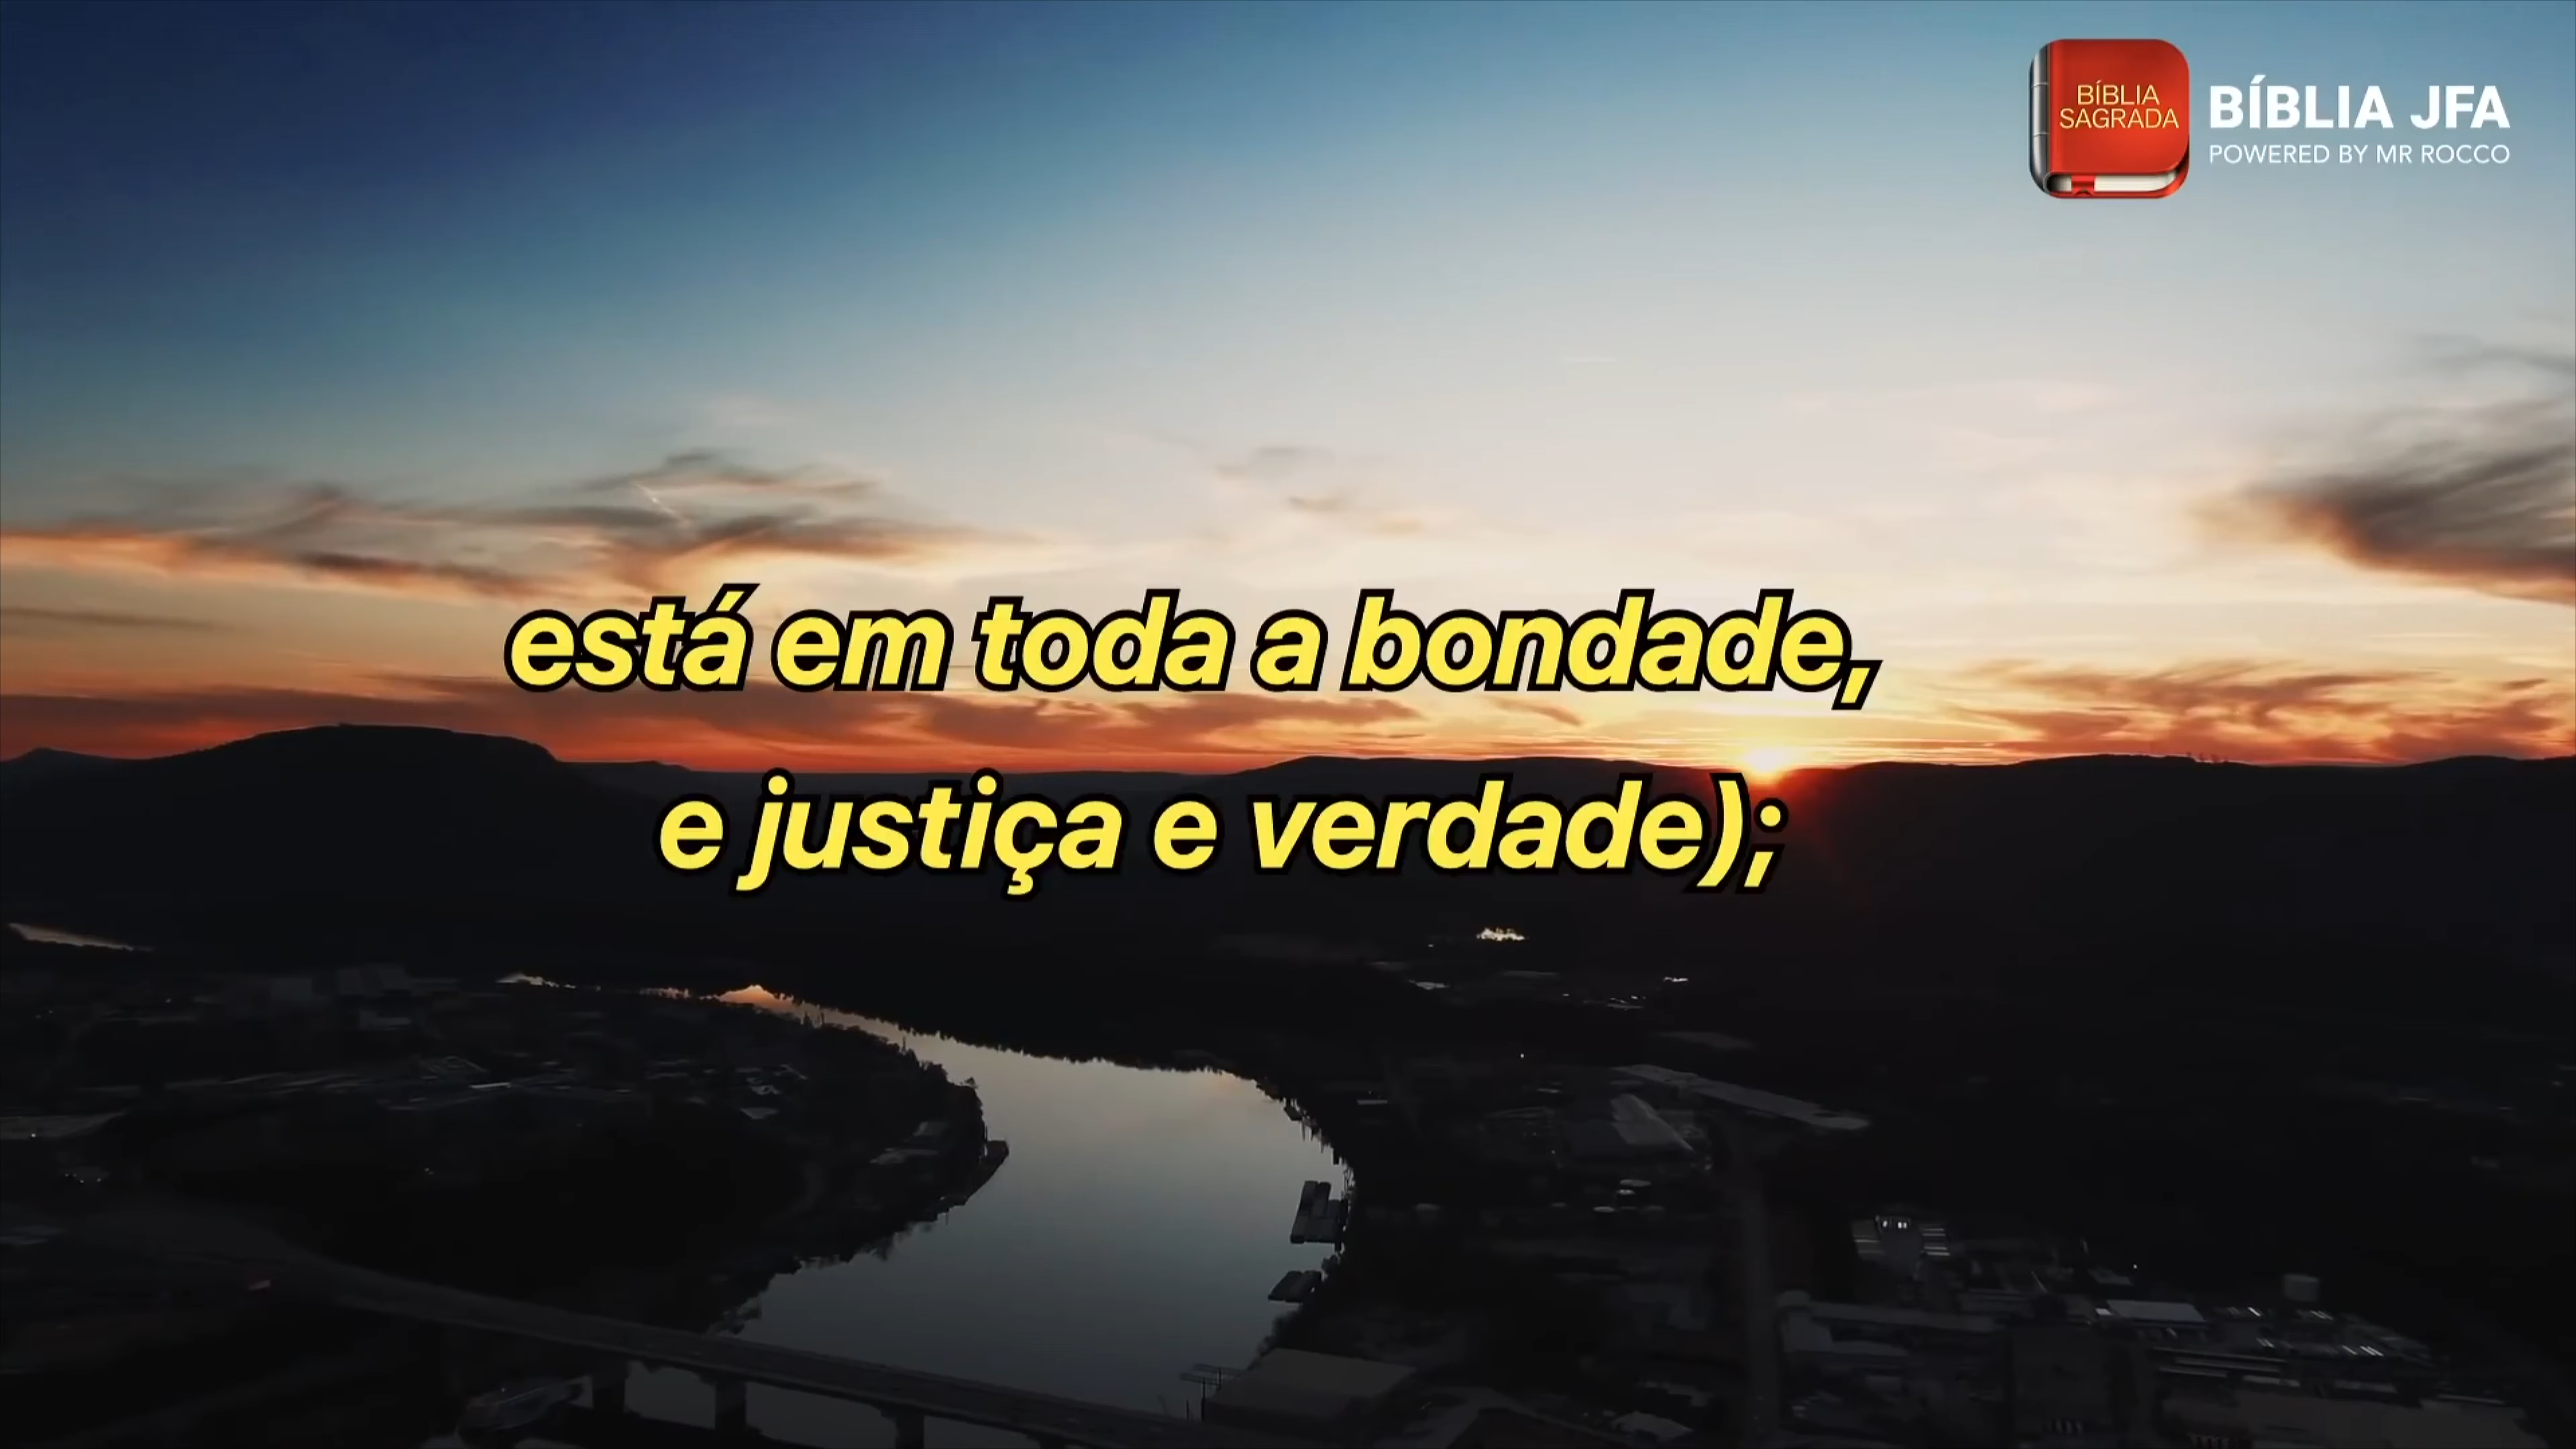 BÍBLIA
SAGRADA
BÍBLIA JFA
POWERED BY MR ROCCO
está em toda a bondade,
e justiça e verdade);